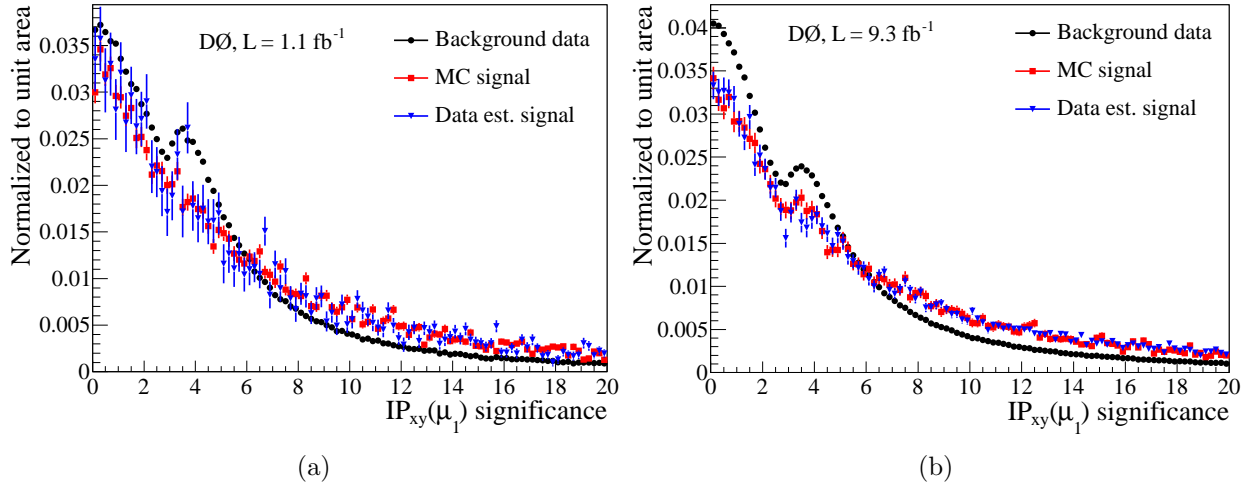 Normalized to unit area
0.035
0.03
0.025
0.02
0.015
0.01
0.005
0
DØ, L = 1.1 fb⁻¹
Background data
MC signal
Data est. signal
0 2 4 6 8 10 12 14 16 18 20
IPxy(μ1) significance
(a)
Normalized to unit area
0.04
0.035
0.03
0.025
0.02
0.015
0.01
0.005
0
DØ, L = 9.3 fb⁻¹
Background data
MC signal
Data est. signal
0 2 4 6 8 10 12 14 16 18 20
IPxy(μ1) significance
(b)